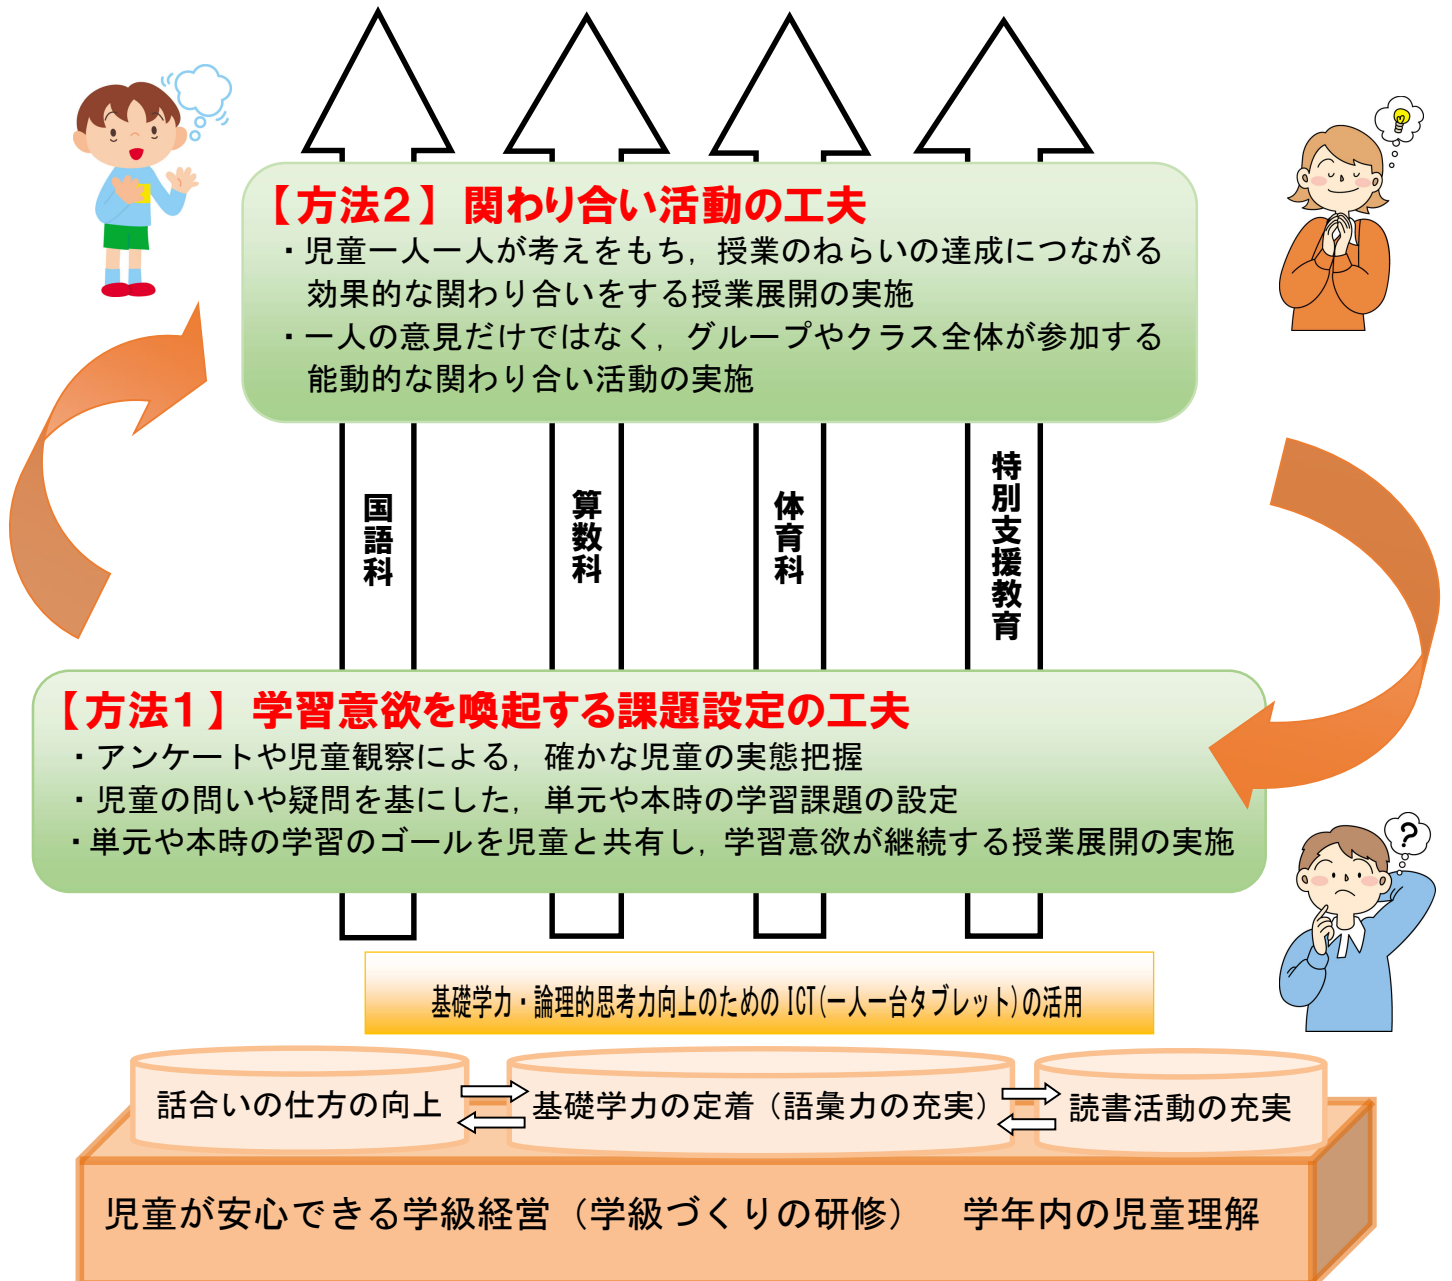 【方法２】関わり合い活動の工夫
・児童一人一人が考えをもち，授業のねらいの達成につながる
効果的な関わり合いをする授業展開の実施
・一人の意見だけではなく，グループやクラス全体が参加する
能動的な関わり合い活動の実施
国語科
算数科
体育科
特別支援教育
【方法１】学習意欲を喚起する課題設定の工夫
・アンケートや児童観察による，確かな児童の実態把握
・児童の問いや疑問を基にした，単元や本時の学習課題の設定
・単元や本時の学習のゴールを児童と共有し，学習意欲が継続する授業展開の実施
?
基礎学力・論理的思考力向上のための ICT(一人一台タブレット)の活用
話合いの仕方の向上
基礎学力の定着（語彙力の充実）
読書活動の充実
児童が安心できる学級経営（学級づくりの研修）　学年内の児童理解